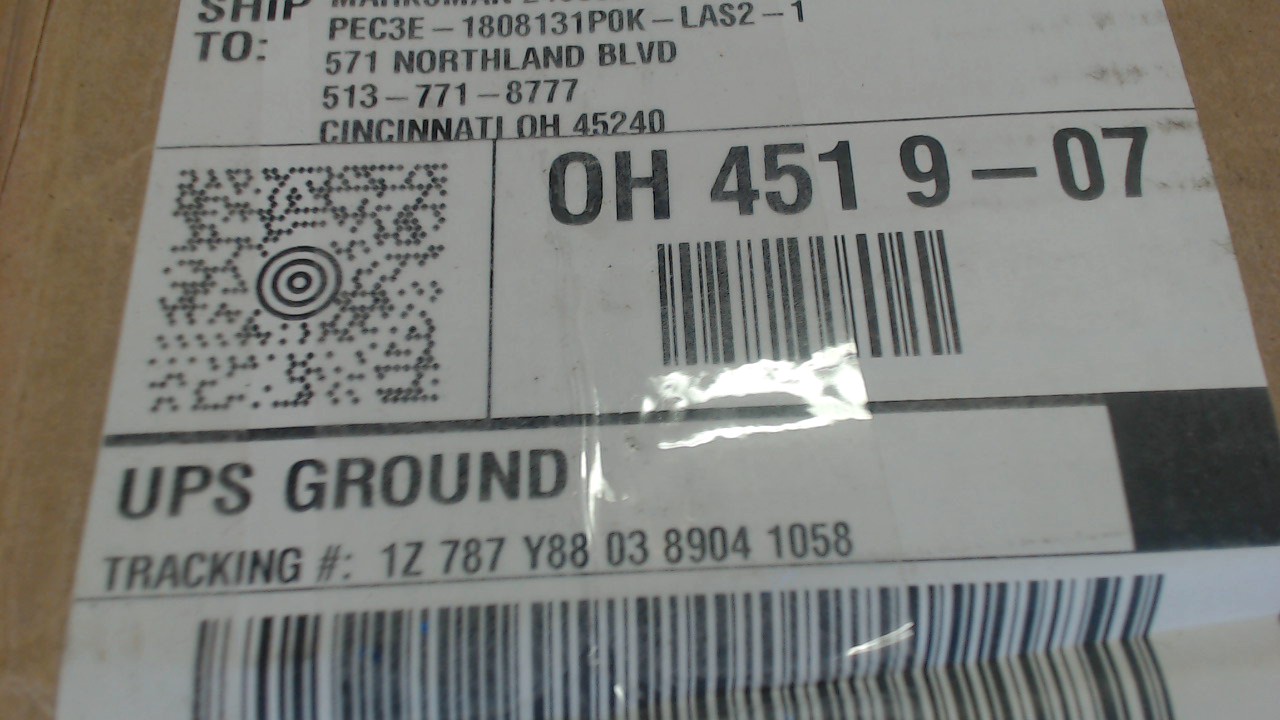 SHIP
TO:
PEC3E-1808131P0K-LAS2-1
571 NORTHLAND BLVD
513-771-8777
CINCINNATI OH 45240
OH 451 9-07
UPS GROUND
TRACKING #: 1Z 787 Y88 03 8904 1058